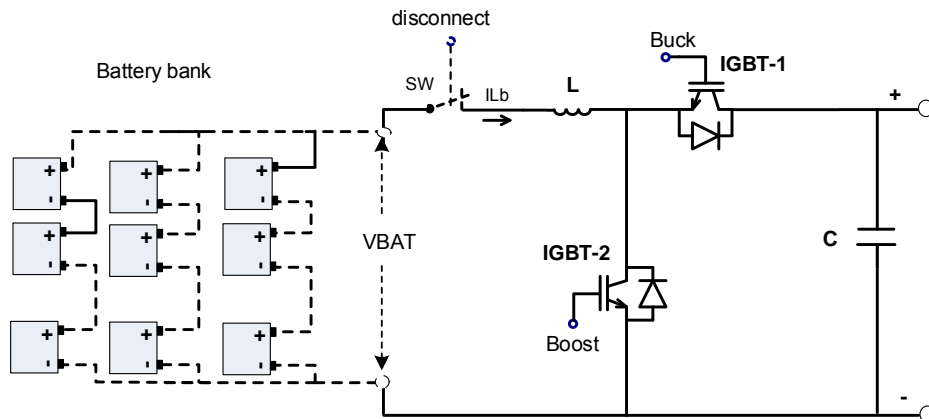 disconnect
Buck
IGBT-1
Battery bank
SW
ILb
L
+
+
-
+
-
+
-
VBAT
C
+
-
+
-
+
-
IGBT-2
Boost
+
-
+
-
+
-
-